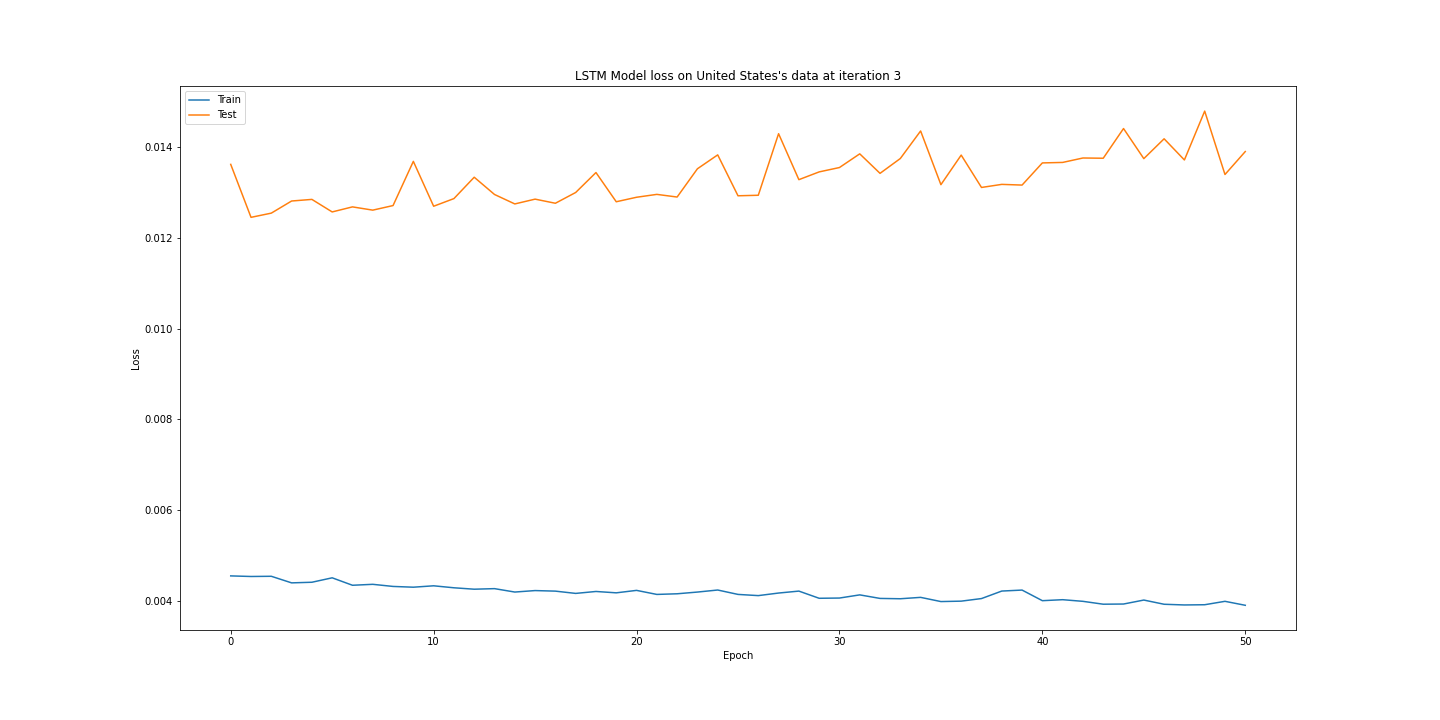 LSTM Model loss on United States's data at iteration 3
Train
Test
0.014
0.012
0.010
0.008
0.006
0.004
Loss
0 10 20 30 40 50
Epoch